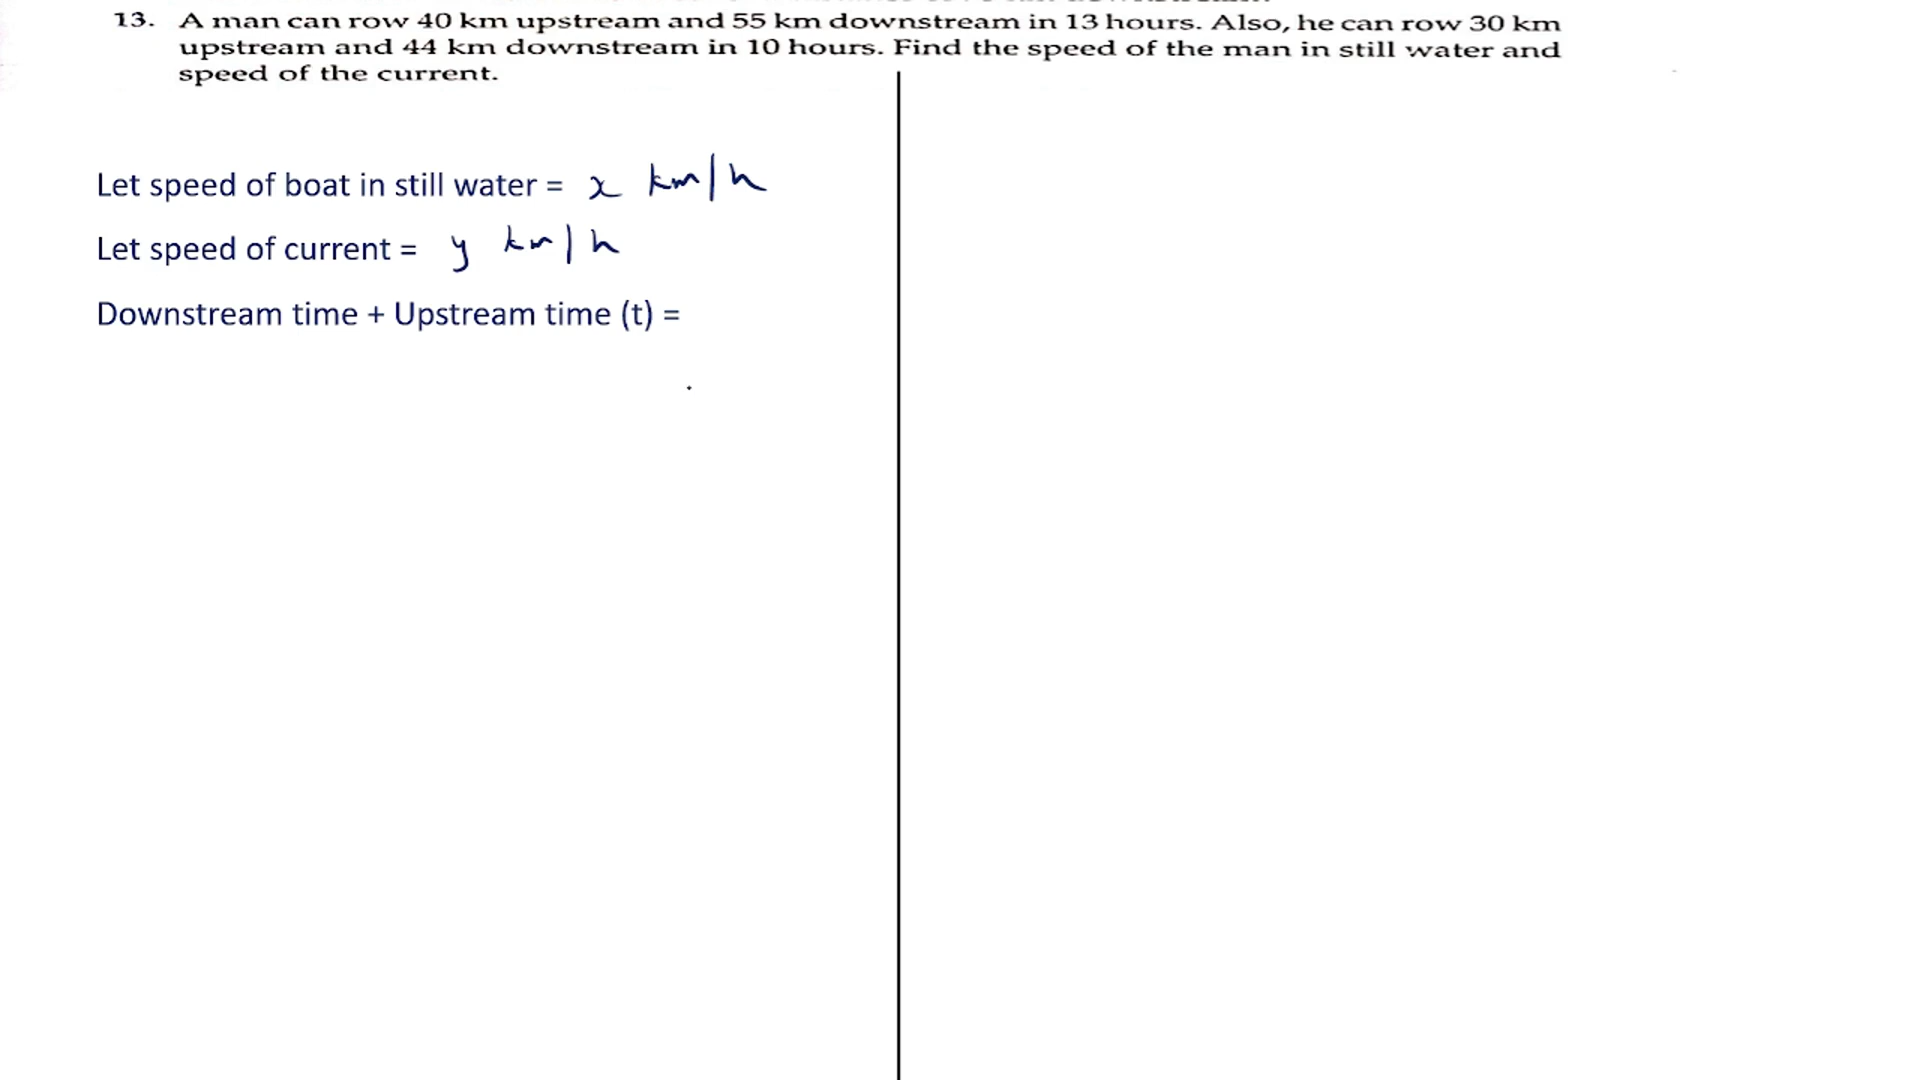 13. A man can row 40 km upstream and 55 km downstream in 13 hours. Also, he can row 30 km
upstream and 44 km downstream in 10 hours. Find the speed of the man in still water and
speed of the current.
Let speed of boat in still water = x km/h
Let speed of current = y km/h
Downstream time + Upstream time (t) =